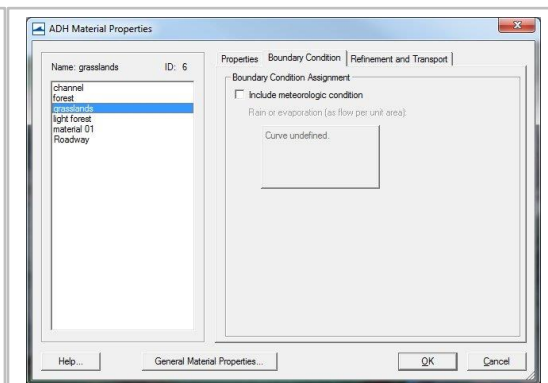 ADH Material Properties
Name: grasslands ID: 6
channel
forest
grasslands
light forest
material 01
Roadway
Properties Boundary Condition Refinement and Transport
Boundary Condition Assignment
Include meteorologic condition
Rain or evaporation (as flow per unit area):
Curve undefined.
Help... General Material Properties... OK Cancel